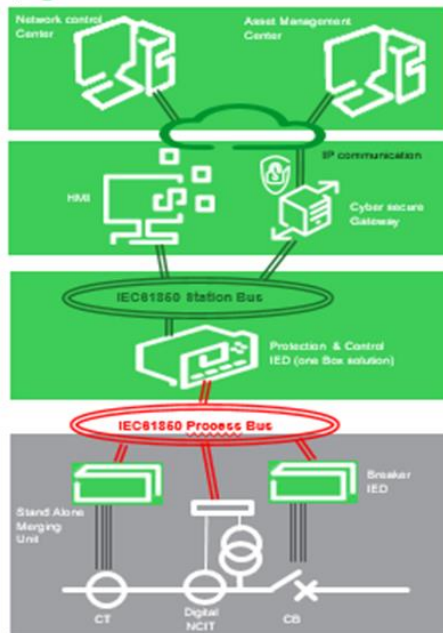 Network control
Center
Asset Management
Center
IP communication
HMI
Cyber secure
Gateway
IEC61850 Station Bus
Protection & Control
IED (one Box solution)
IEC61850 Process Bus
Stand Alone
Merging
Unit
Breaker
IED
CT
Digital
NCIT
CB